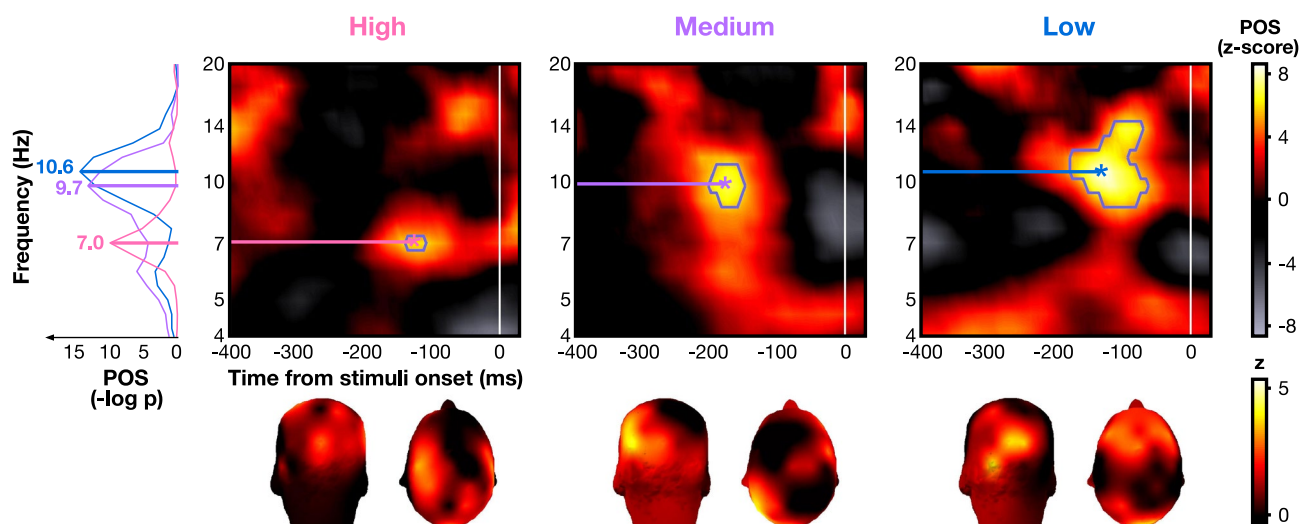 High
Medium
Low
POS
(z-score)
Frequency (Hz)
10.6
9.7
7.0
15 10 5 0
POS
(-log p)
20
14
10
7
5
4
-400 -300 -200 -100 0
Time from stimuli onset (ms)
20
14
10
7
5
4
-400 -300 -200 -100 0
20
14
10
7
5
4
-400 -300 -200 -100 0
8
4
0
-4
-8
z
5
0